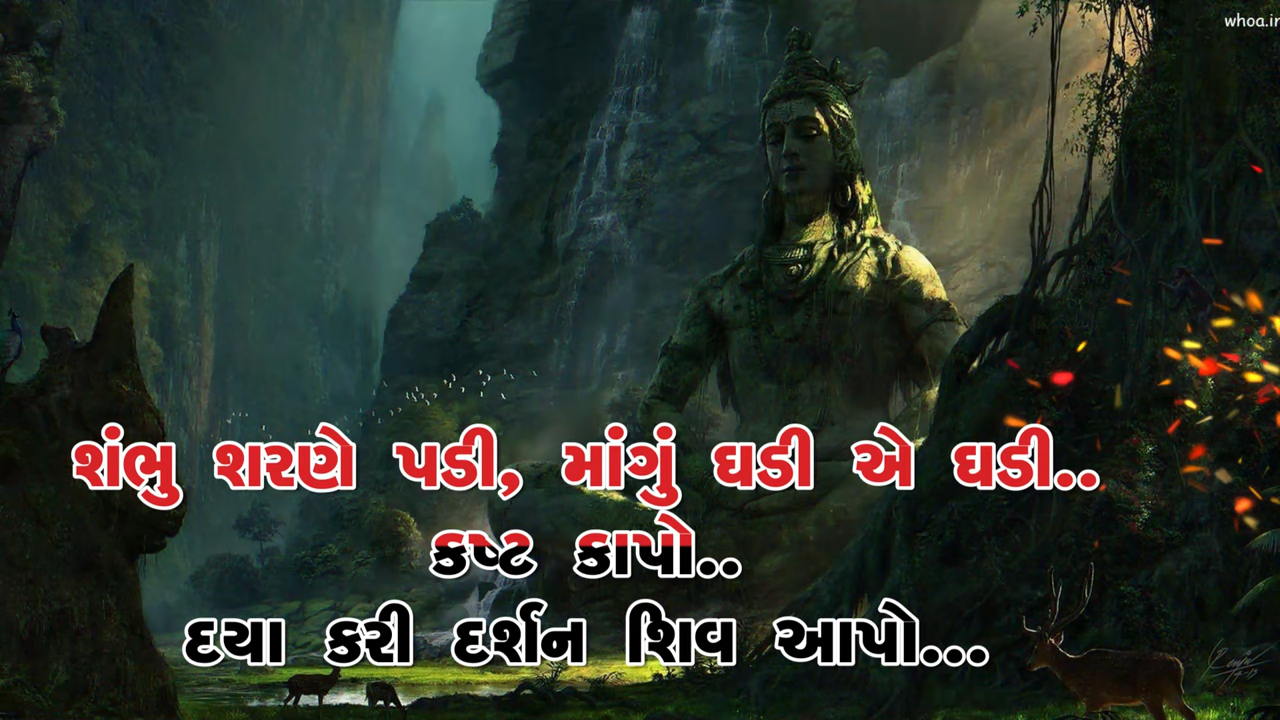 whoa.in
શંભુ શરણે પડી, માંગું ઘડી એ ઘડી..
કષ્ટ કાપો..
દયા કરી દર્શન શિવ આપો...